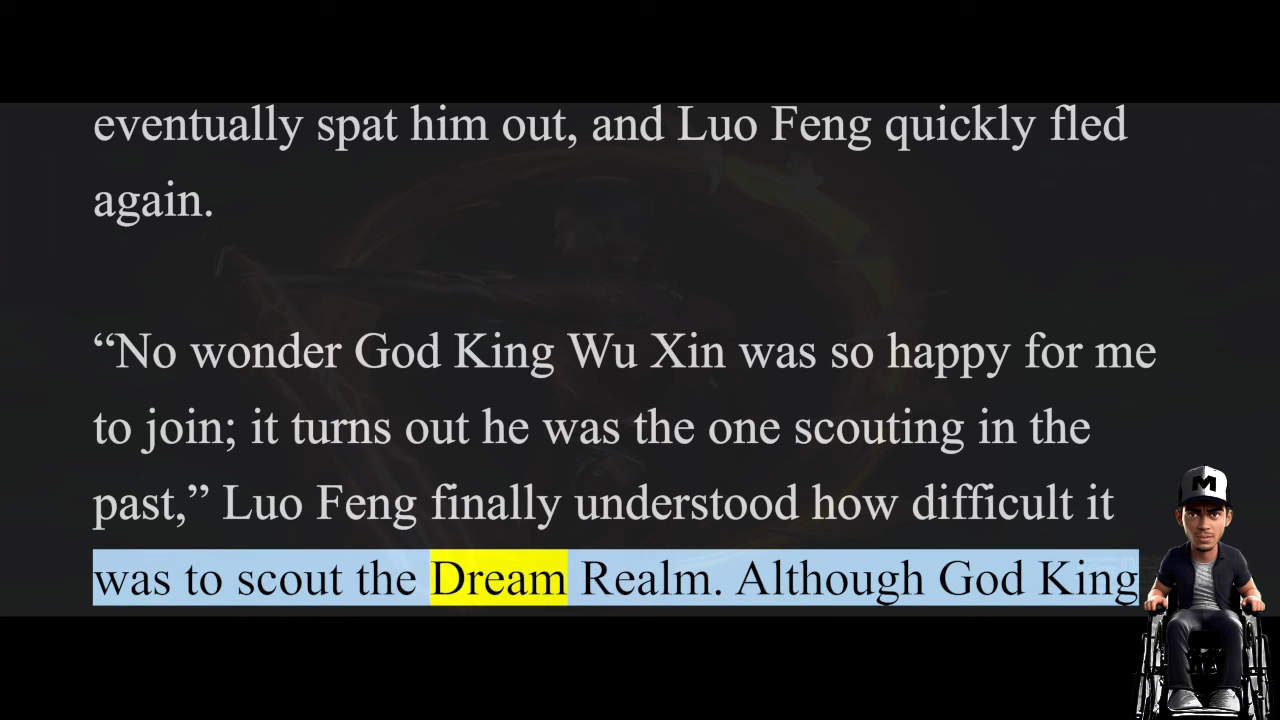 eventually spat him out, and Luo Feng quickly fled
again.
“No wonder God King Wu Xin was so happy for me
to join; it turns out he was the one scouting in the
past,” Luo Feng finally understood how difficult it
was to scout the Dream Realm. Although God King
M